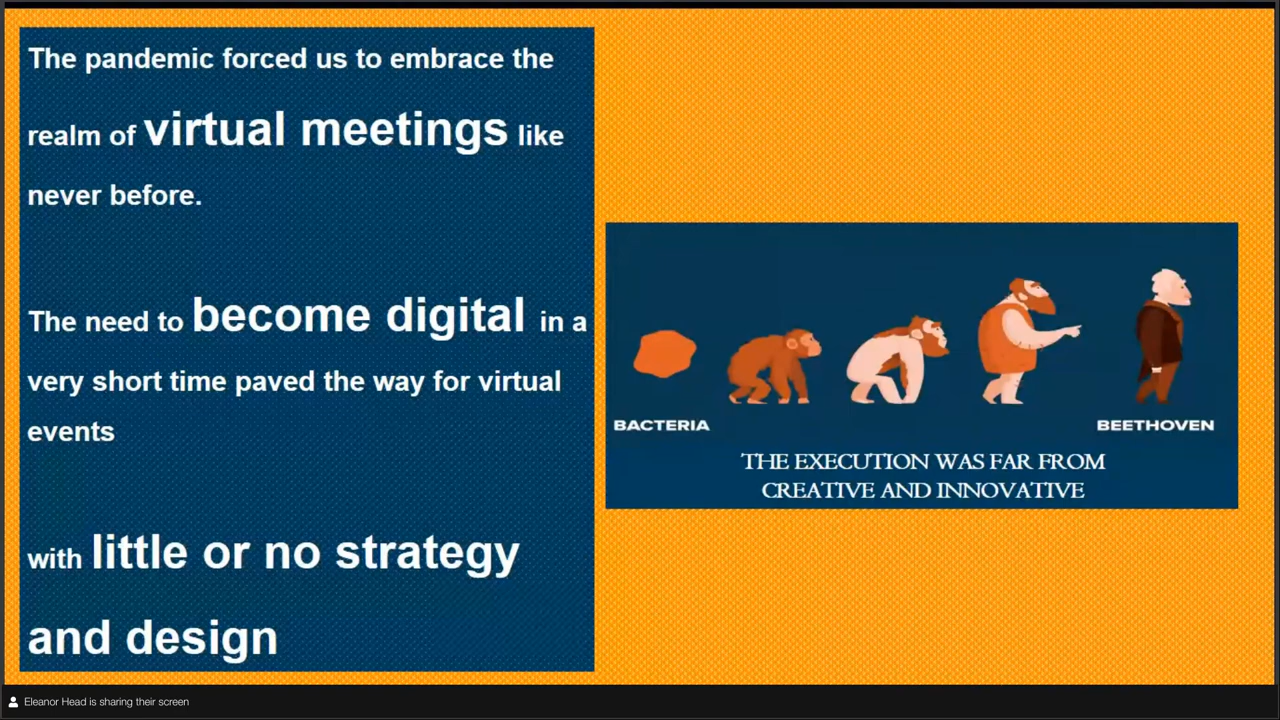 The pandemic forced us to embrace the
realm of virtual meetings like
never before.
The need to become digital in a
very short time paved the way for virtual
events
with little or no strategy
and design
BACTERIA
BEETHOVEN
THE EXECUTION WAS FAR FROM
CREATIVE AND INNOVATIVE
Eleanor Head is sharing their screen